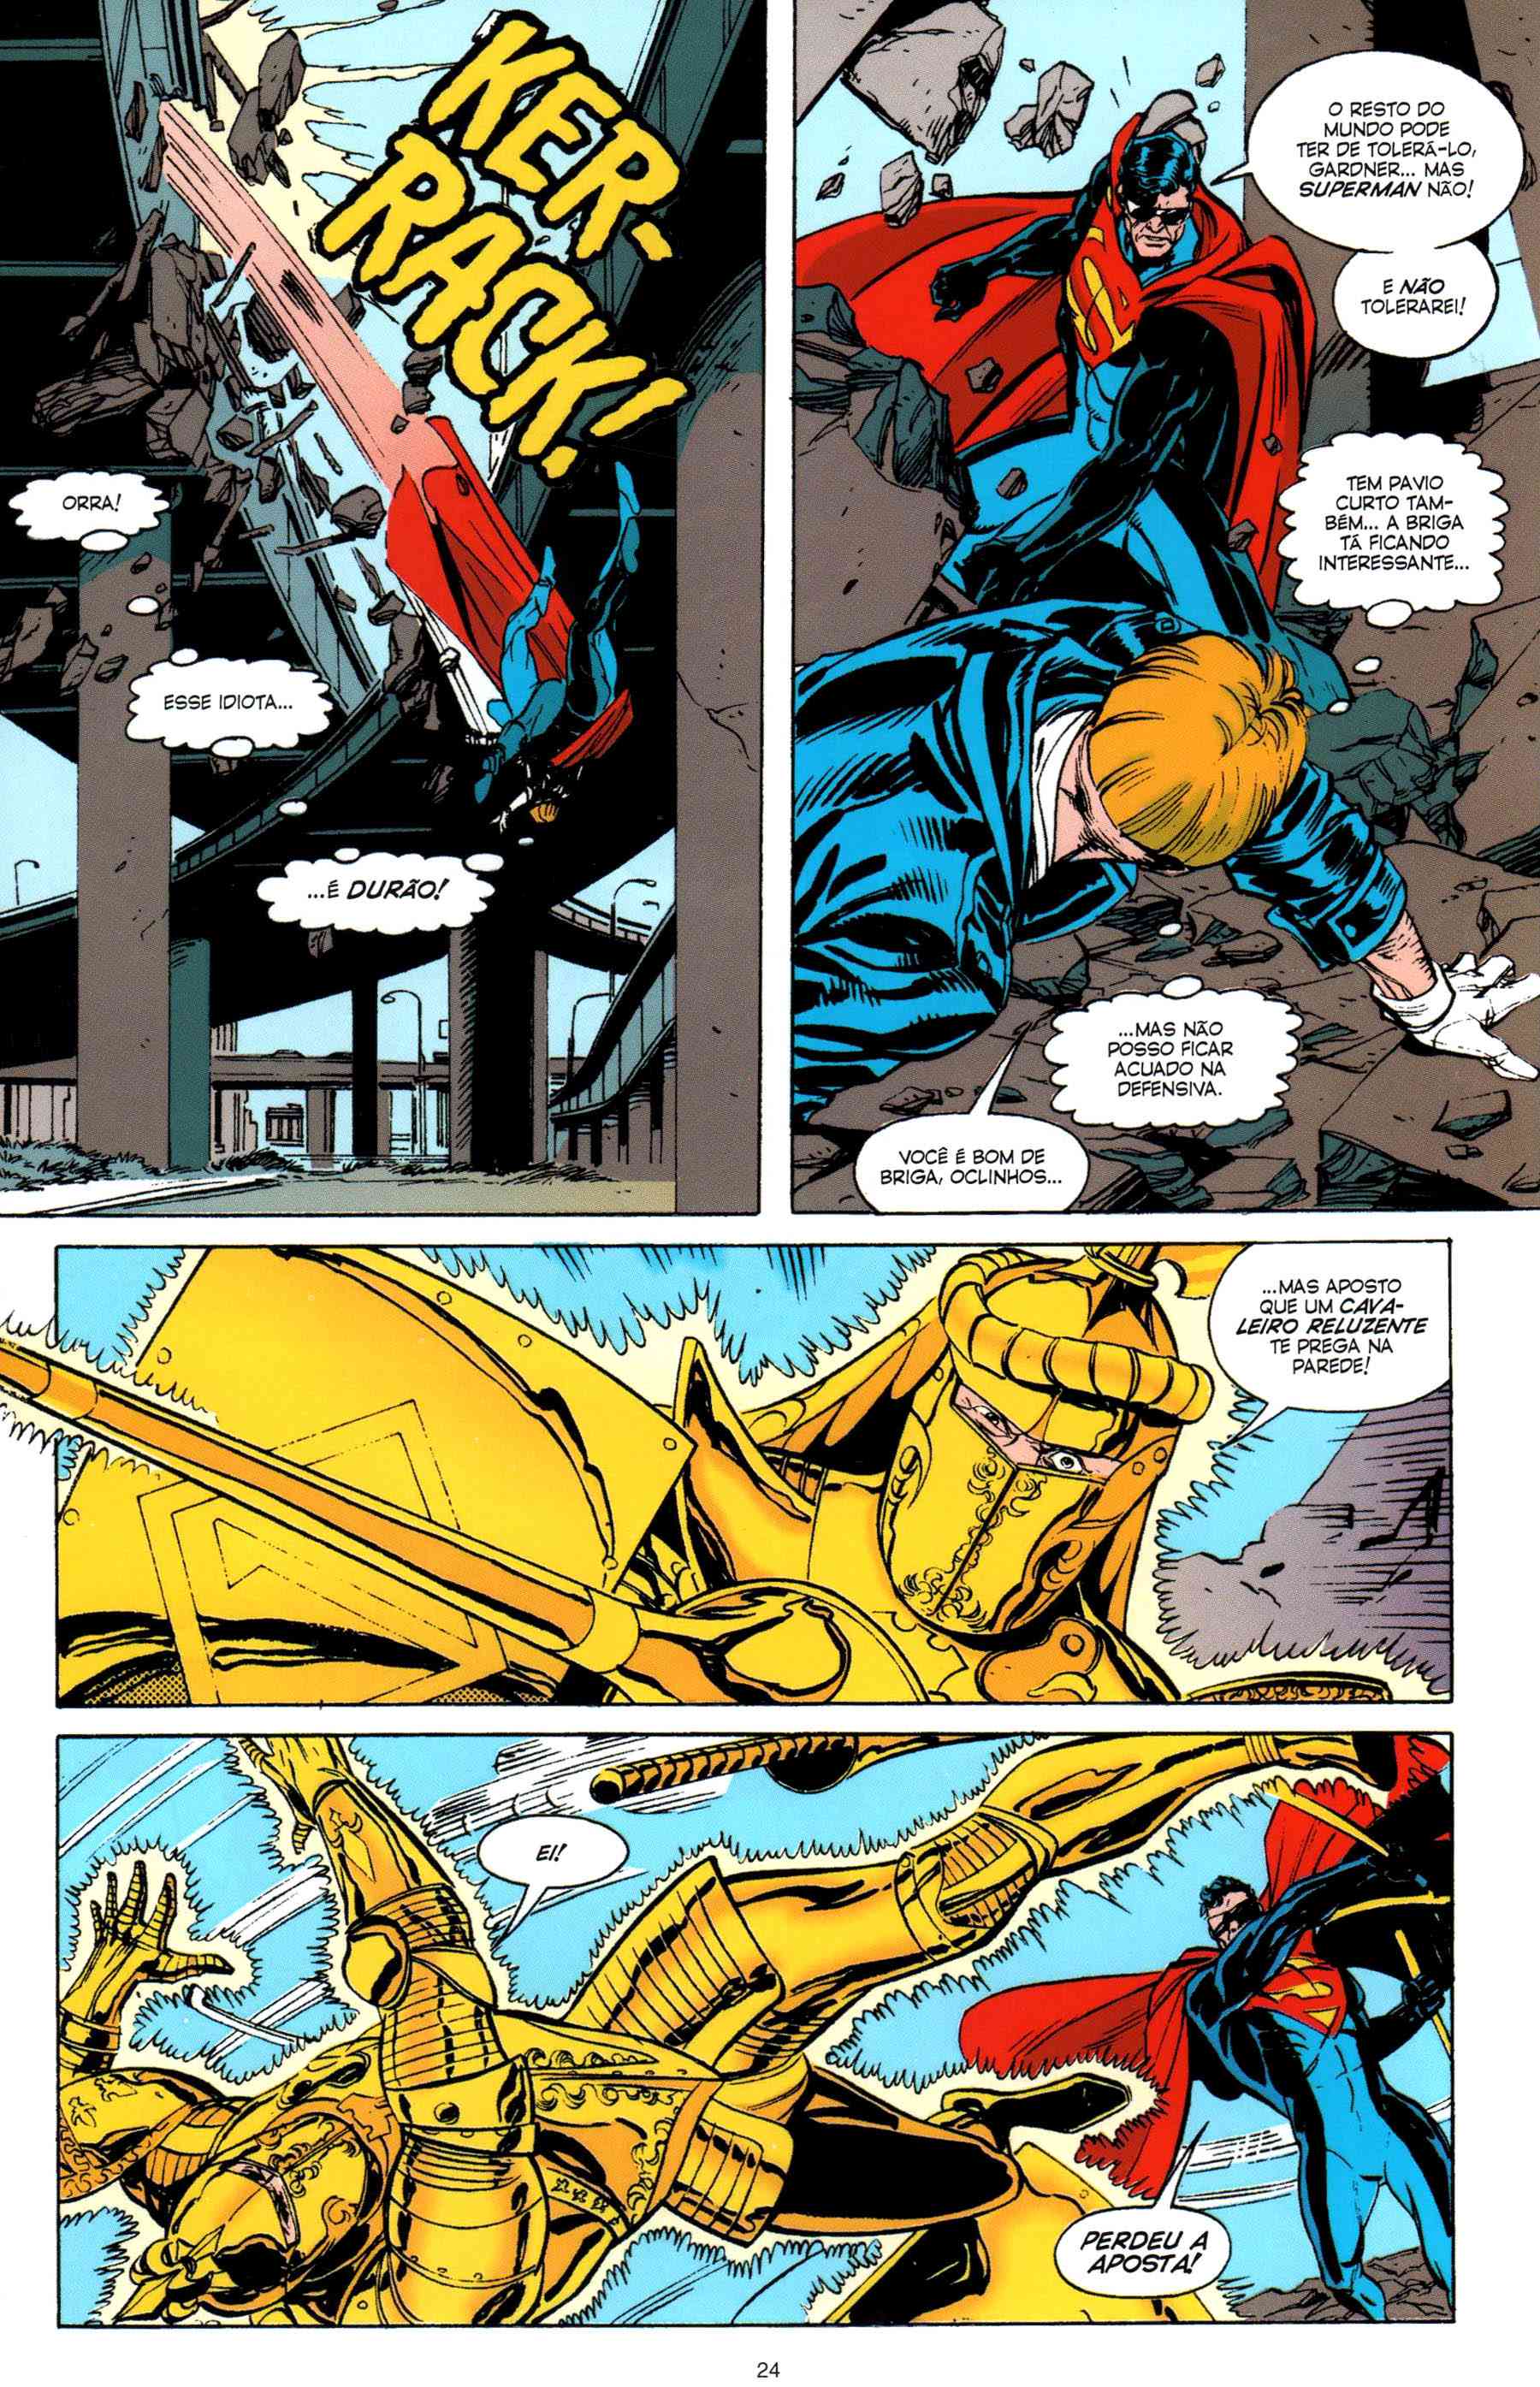 KER-
RACK!
ORRA!
ESSE IDIOTA...
...É DURÃO!
O RESTO DO
MUNDO PODE
TER DE TOLERÁ-LO,
GARDNER... MAS
SUPERMAN NÃO!
E NÃO
TOLERAREI!
TEM PAVIO
CURTO TAM-
BÉM... A BRIGA
TÁ FICANDO
INTERESSANTE...
...MAS NÃO
POSSO FICAR
ACUADO NA
DEFENSIVA.
VOCÊ É BOM DE
BRIGA, OCLINHOS...
...MAS APOSTO
QUE UM CAVA-
LEIRO RELUZENTE
TE PREGA NA
PAREDE!
EI!
PERDEU A
APOSTA!
24